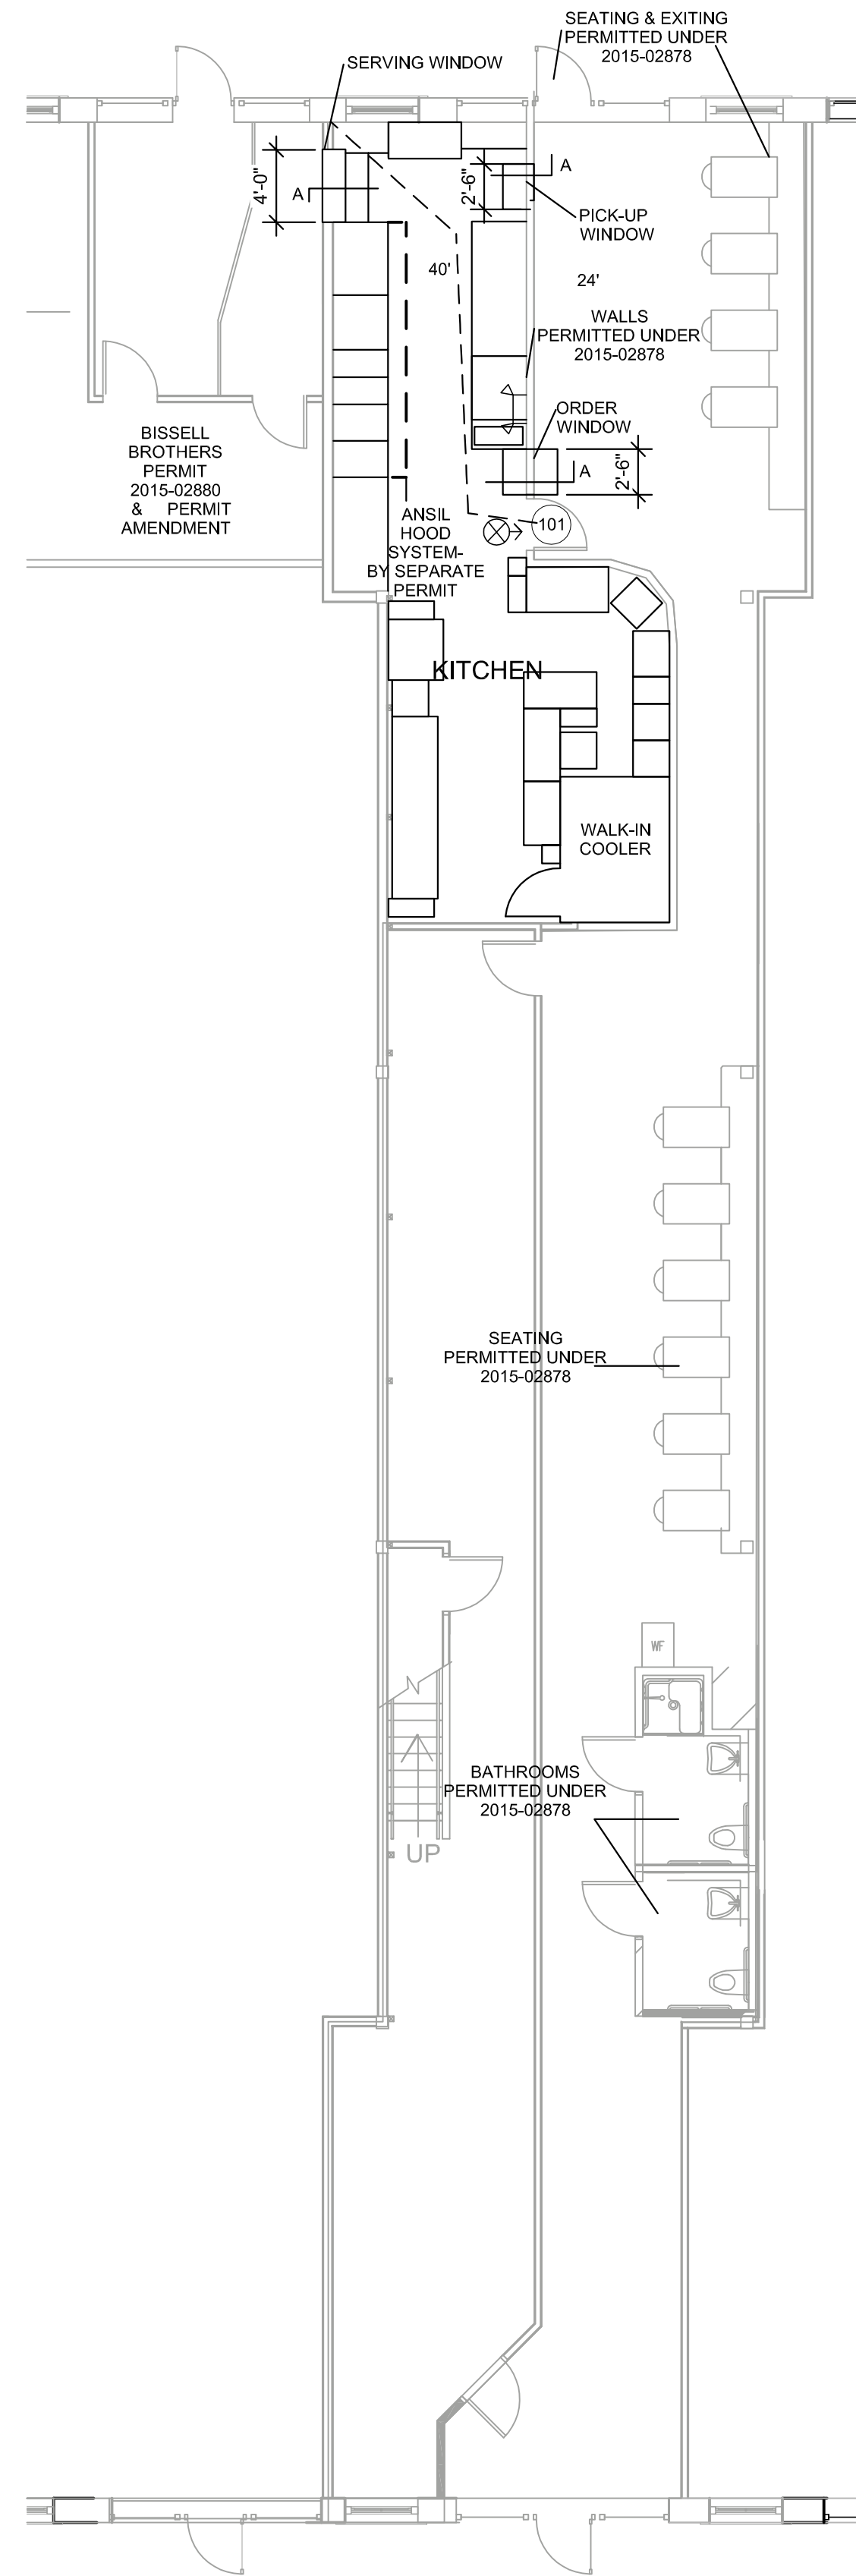 SEATING & EXITING
PERMITTED UNDER
2015-02878
SERVING WINDOW
4'-0"
A
2'-6"
A
PICK-UP
WINDOW
40'
24'
WALLS
PERMITTED UNDER
2015-02878
ORDER
WINDOW
A
2'-6"
BISSELL
BROTHERS
PERMIT
2015-02880
& PERMIT
AMENDMENT
ANSIL
HOOD
SYSTEM-
BY SEPARATE
PERMIT
101
KITCHEN
WALK-IN
COOLER
SEATING
PERMITTED UNDER
2015-02878
WF
BATHROOMS
PERMITTED UNDER
2015-02878
UP